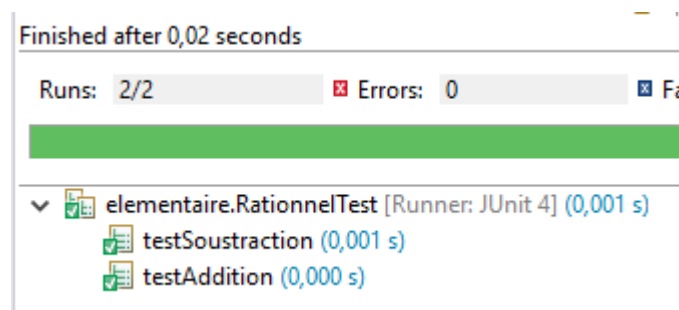 Finished after 0,02 seconds
Runs: 2/2 Errors: 0
elementaire.RationnelTest [Runner: JUnit 4] (0,001 s)
testSoustraction (0,001 s)
testAddition (0,000 s)